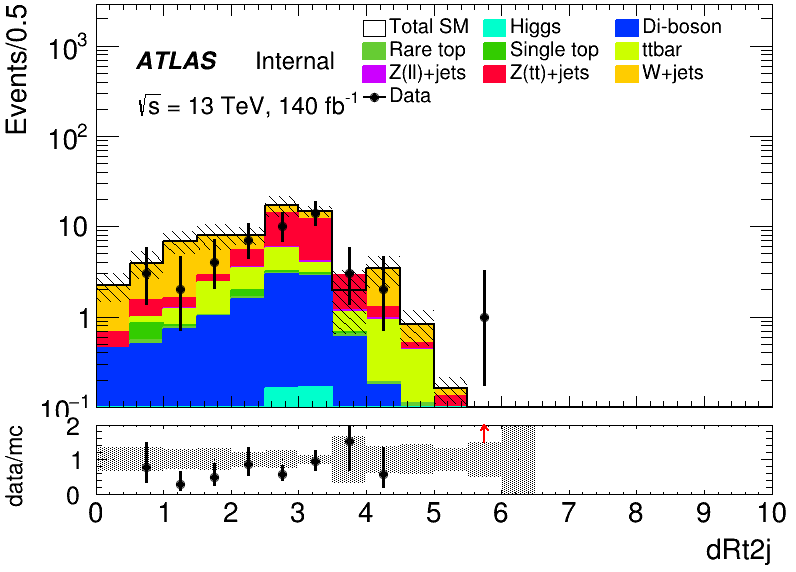 Events/0.5
10³
10²
10
1
10⁻¹
ATLAS Internal
√s = 13 TeV, 140 fb⁻¹
Total SM
Higgs
Di-boson
Rare top
Single top
ttbar
Z(ll)+jets
Z(tt)+jets
W+jets
Data
data/mc
2
1
0
0 1 2 3 4 5 6 7 8 9 10
dRt2j